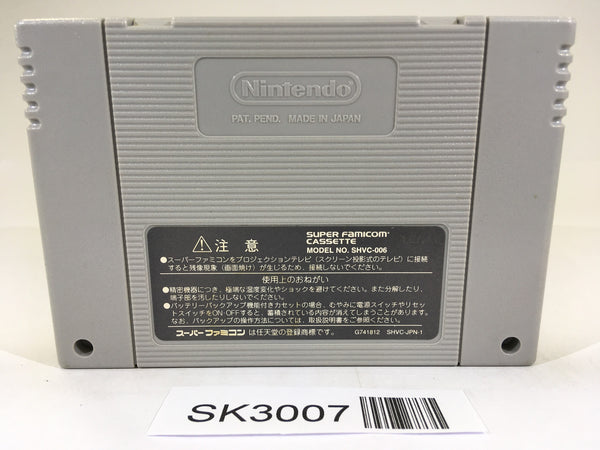 Nintendo
PAT. PEND. MADE IN JAPAN
⚠注意
SUPER FAMICOM
CASSETTE
MODEL NO. SHVC-006
●スーパーファミコンをプロジェクションテレビ（スクリーン投影式のテレビ）に接続
すると残像現象（画面焼け）が生じるため、接続しないでください。
使用上のおねがい
●精密機器につき、極端な温度変化やショックを避けてください。また分解したり、
端子部を汚したりしないでください。
●バッテリーバックアップ機能付きカセットの場合、むやみに電源スイッチやリセッ
トスイッチをON・OFFすると、蓄積されている内容が消えてしまうことがあります。
なお、バックアップの操作方法については、取扱説明書をご参照ください。
スーパーファミコンは任天堂の登録商標です。
G741812 SHVC-JPN-1
SK3007